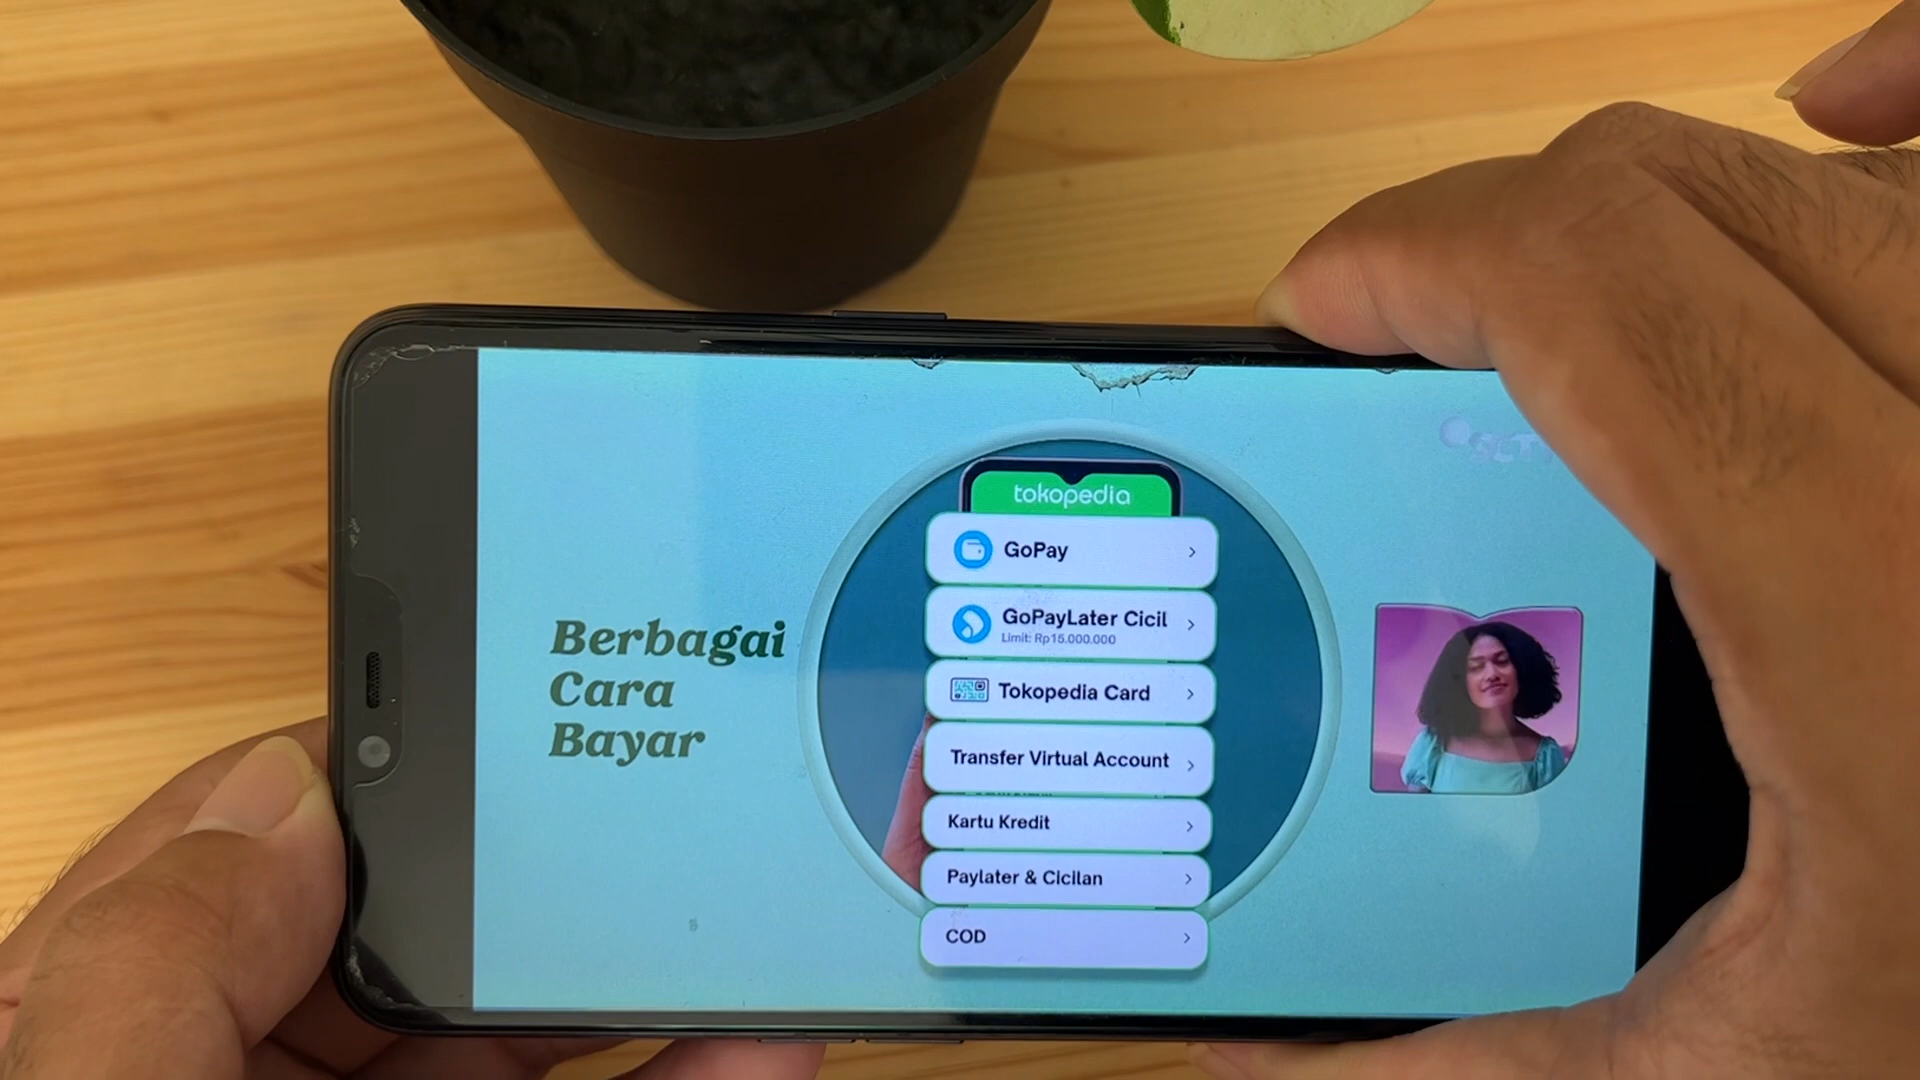 SCTV
tokopedia
GoPay
GoPayLater Cicil
Limit: Rp15.000.000
Tokopedia Card
Transfer Virtual Account
Kartu Kredit
Paylater & Cicilan
COD
Berbagai
Cara
Bayar